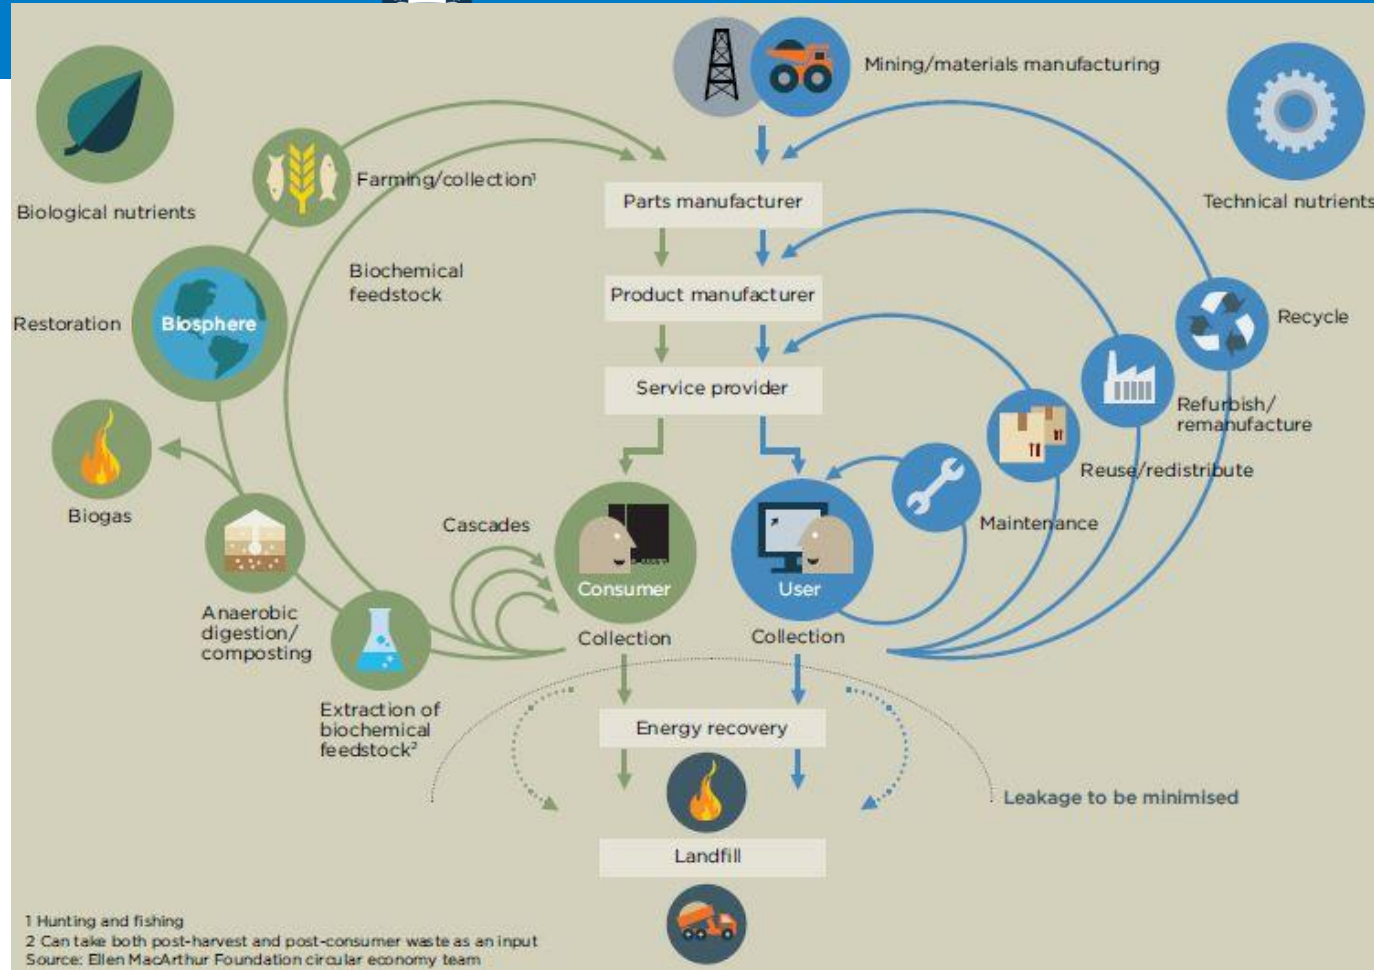 Mining/materials manufacturing
Biological nutrients
Farming/collection¹
Technical nutrients
Parts manufacturer
Biochemical
feedstock
Product manufacturer
Restoration
Biosphere
Recycle
Service provider
Refurbish/
remanufacture
Reuse/redistribute
Biogas
Cascades
Maintenance
Consumer
User
Anaerobic
digestion/
composting
Collection
Collection
Extraction of
biochemical
feedstock²
Energy recovery
Leakage to be minimised
Landfill
1 Hunting and fishing
2 Can take both post-harvest and post-consumer waste as an input
Source: Ellen MacArthur Foundation circular economy team